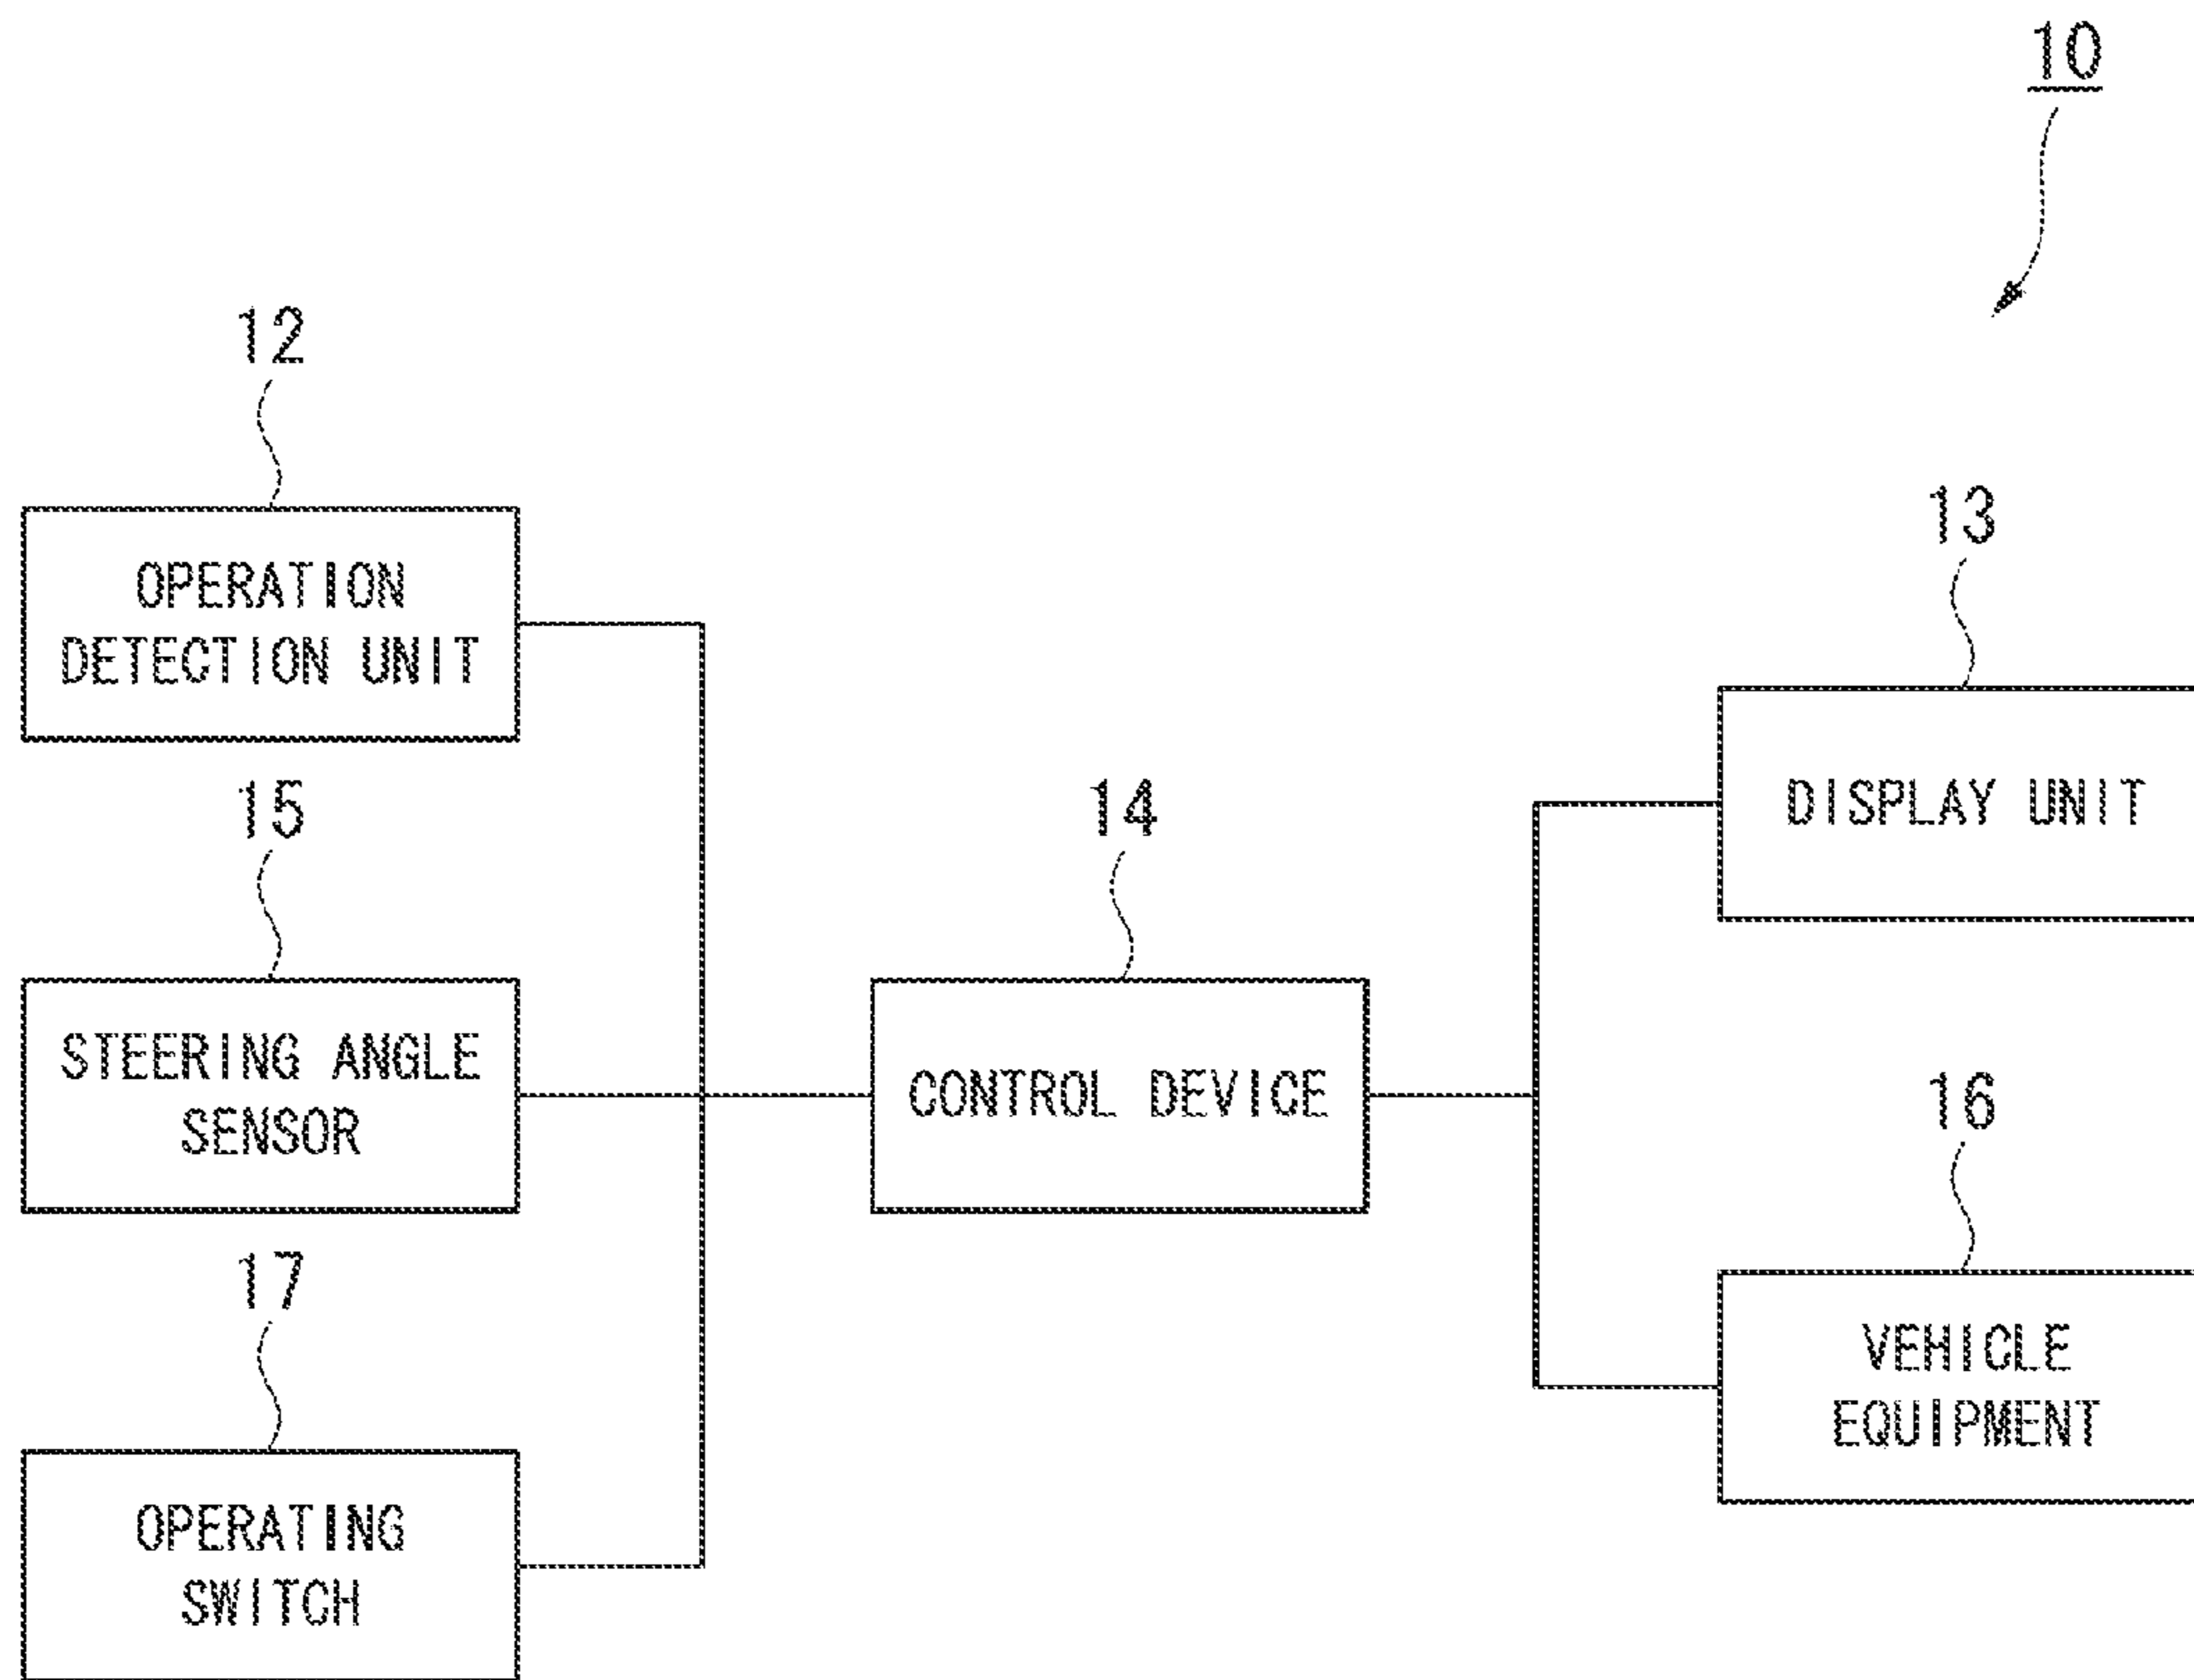 10
12
OPERATION
DETECTION UNIT
13
DISPLAY UNIT
15
STEERING ANGLE
SENSOR
14
CONTROL DEVICE
16
VEHICLE
EQUIPMENT
17
OPERATING
SWITCH